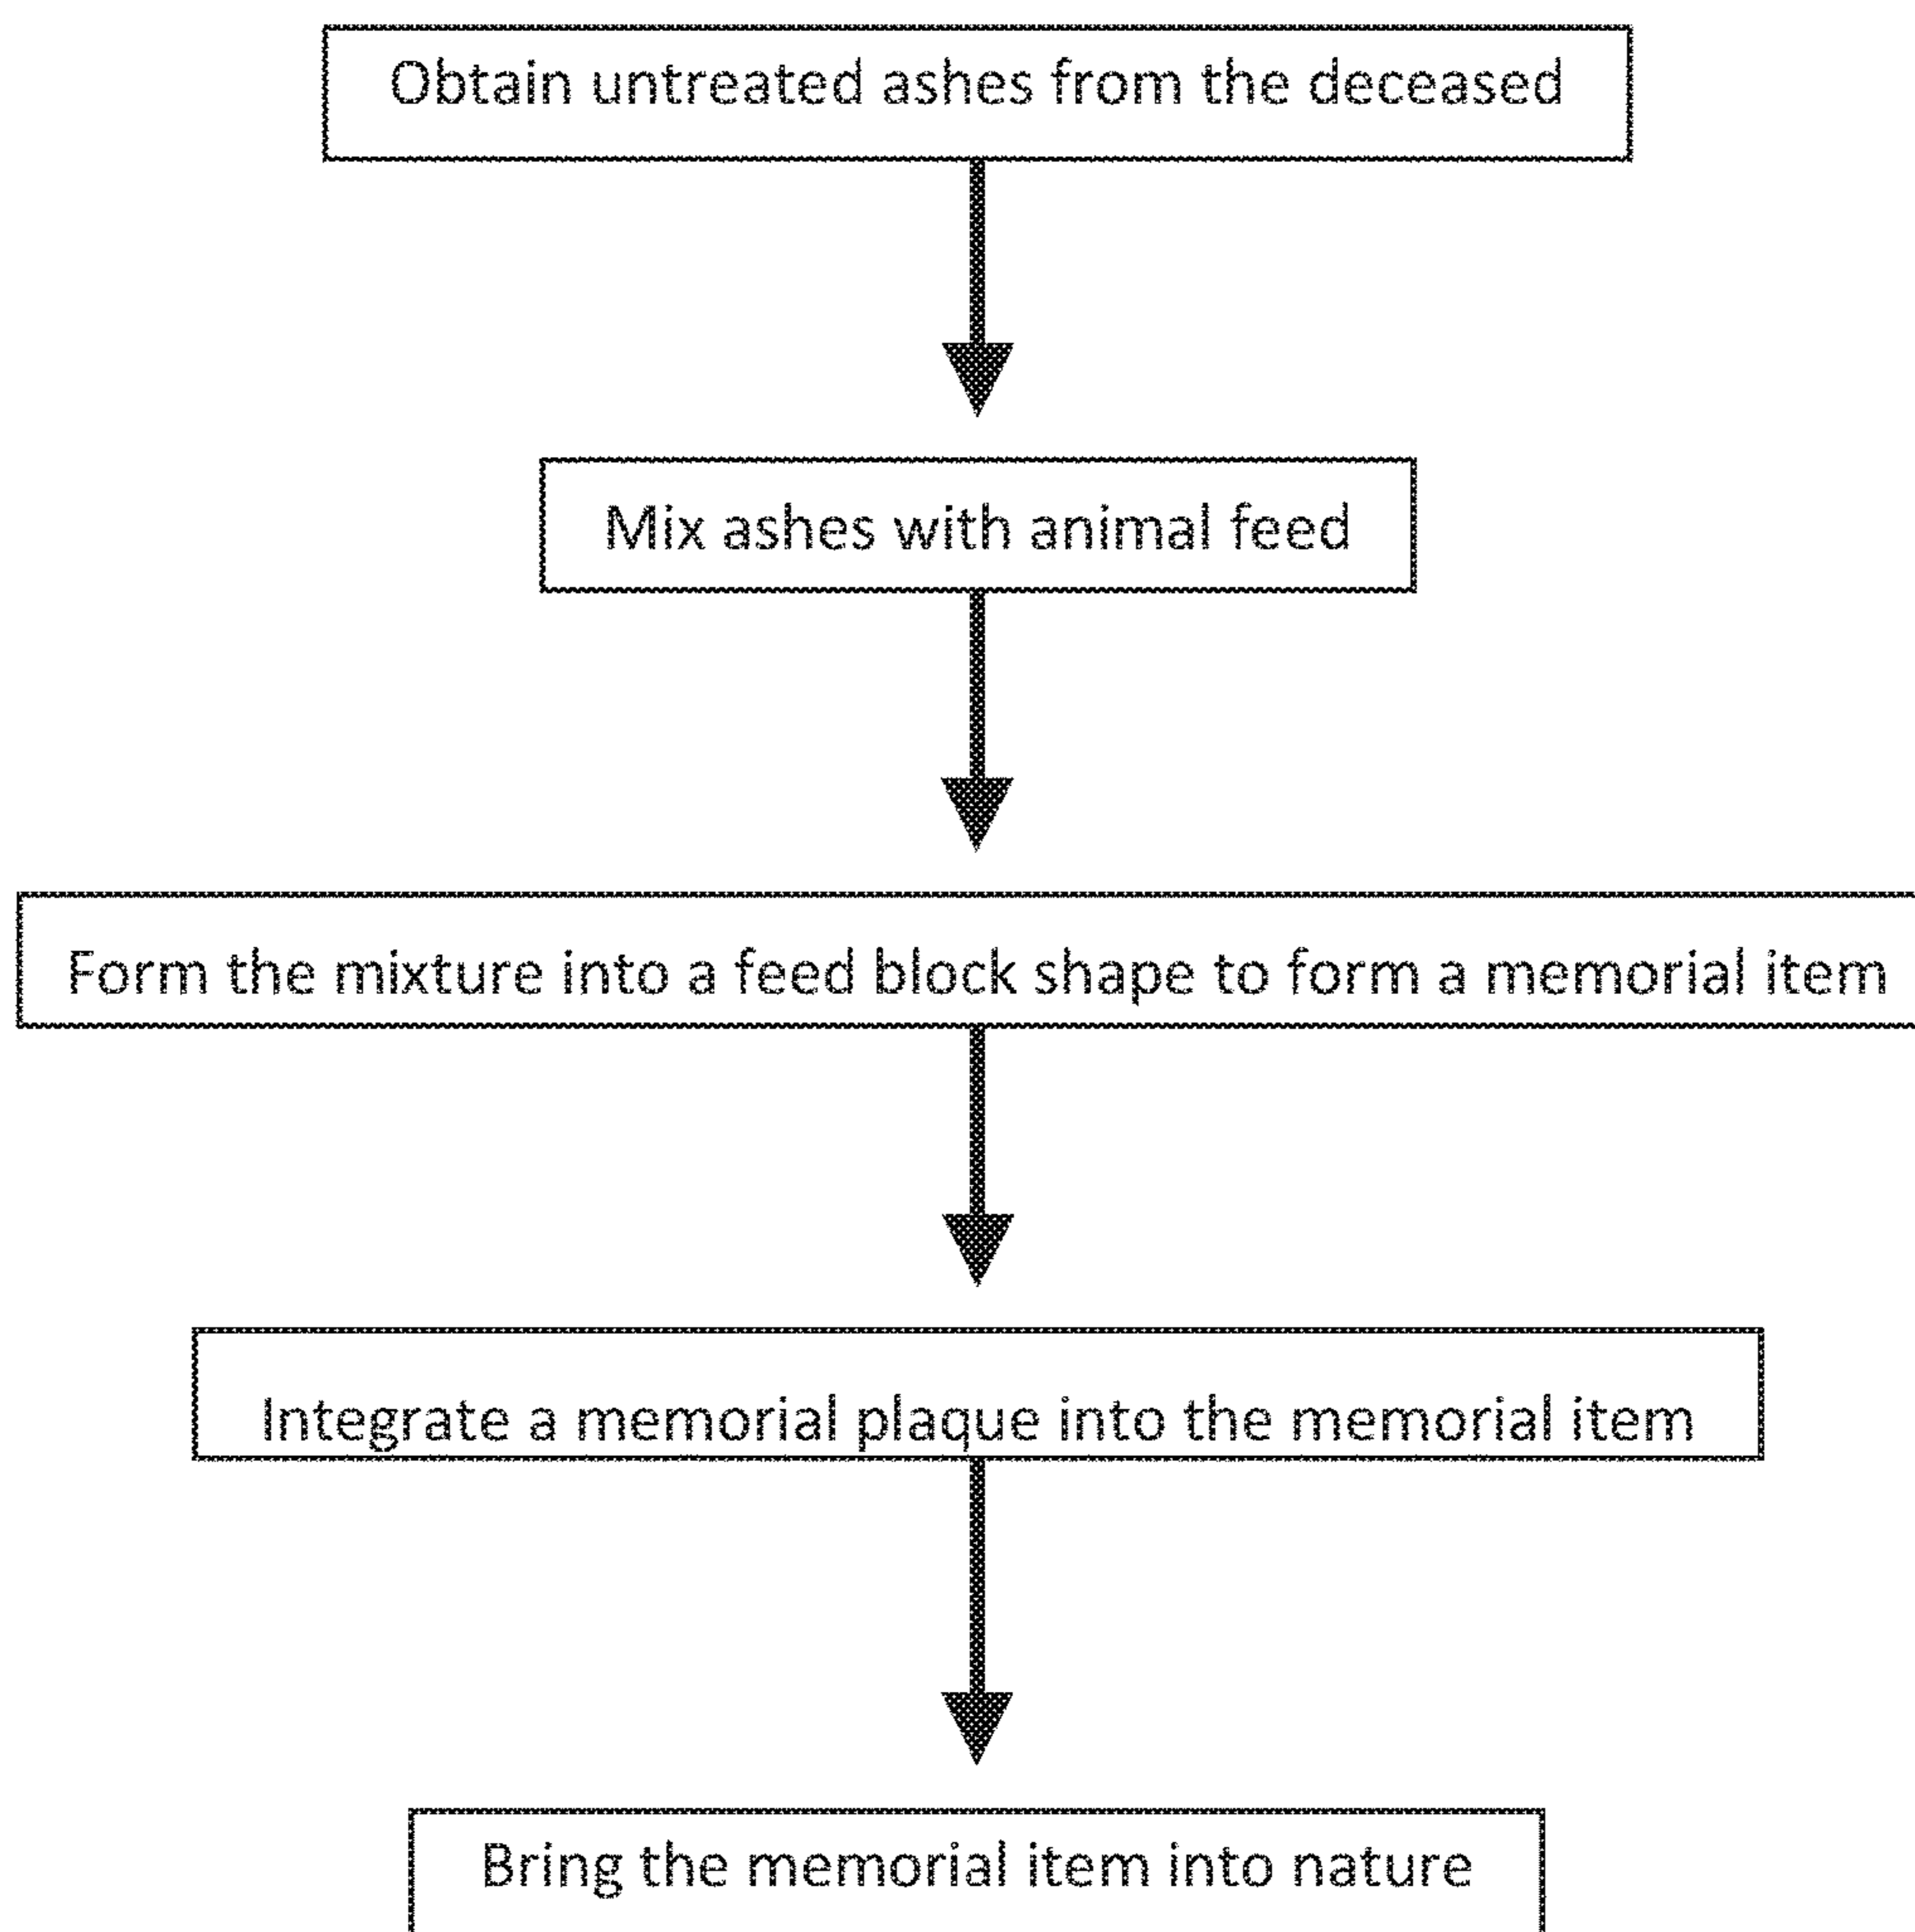 Obtain untreated ashes from the deceased
Mix ashes with animal feed
Form the mixture into a feed block shape to form a memorial item
Integrate a memorial plaque into the memorial item
Bring the memorial item into nature